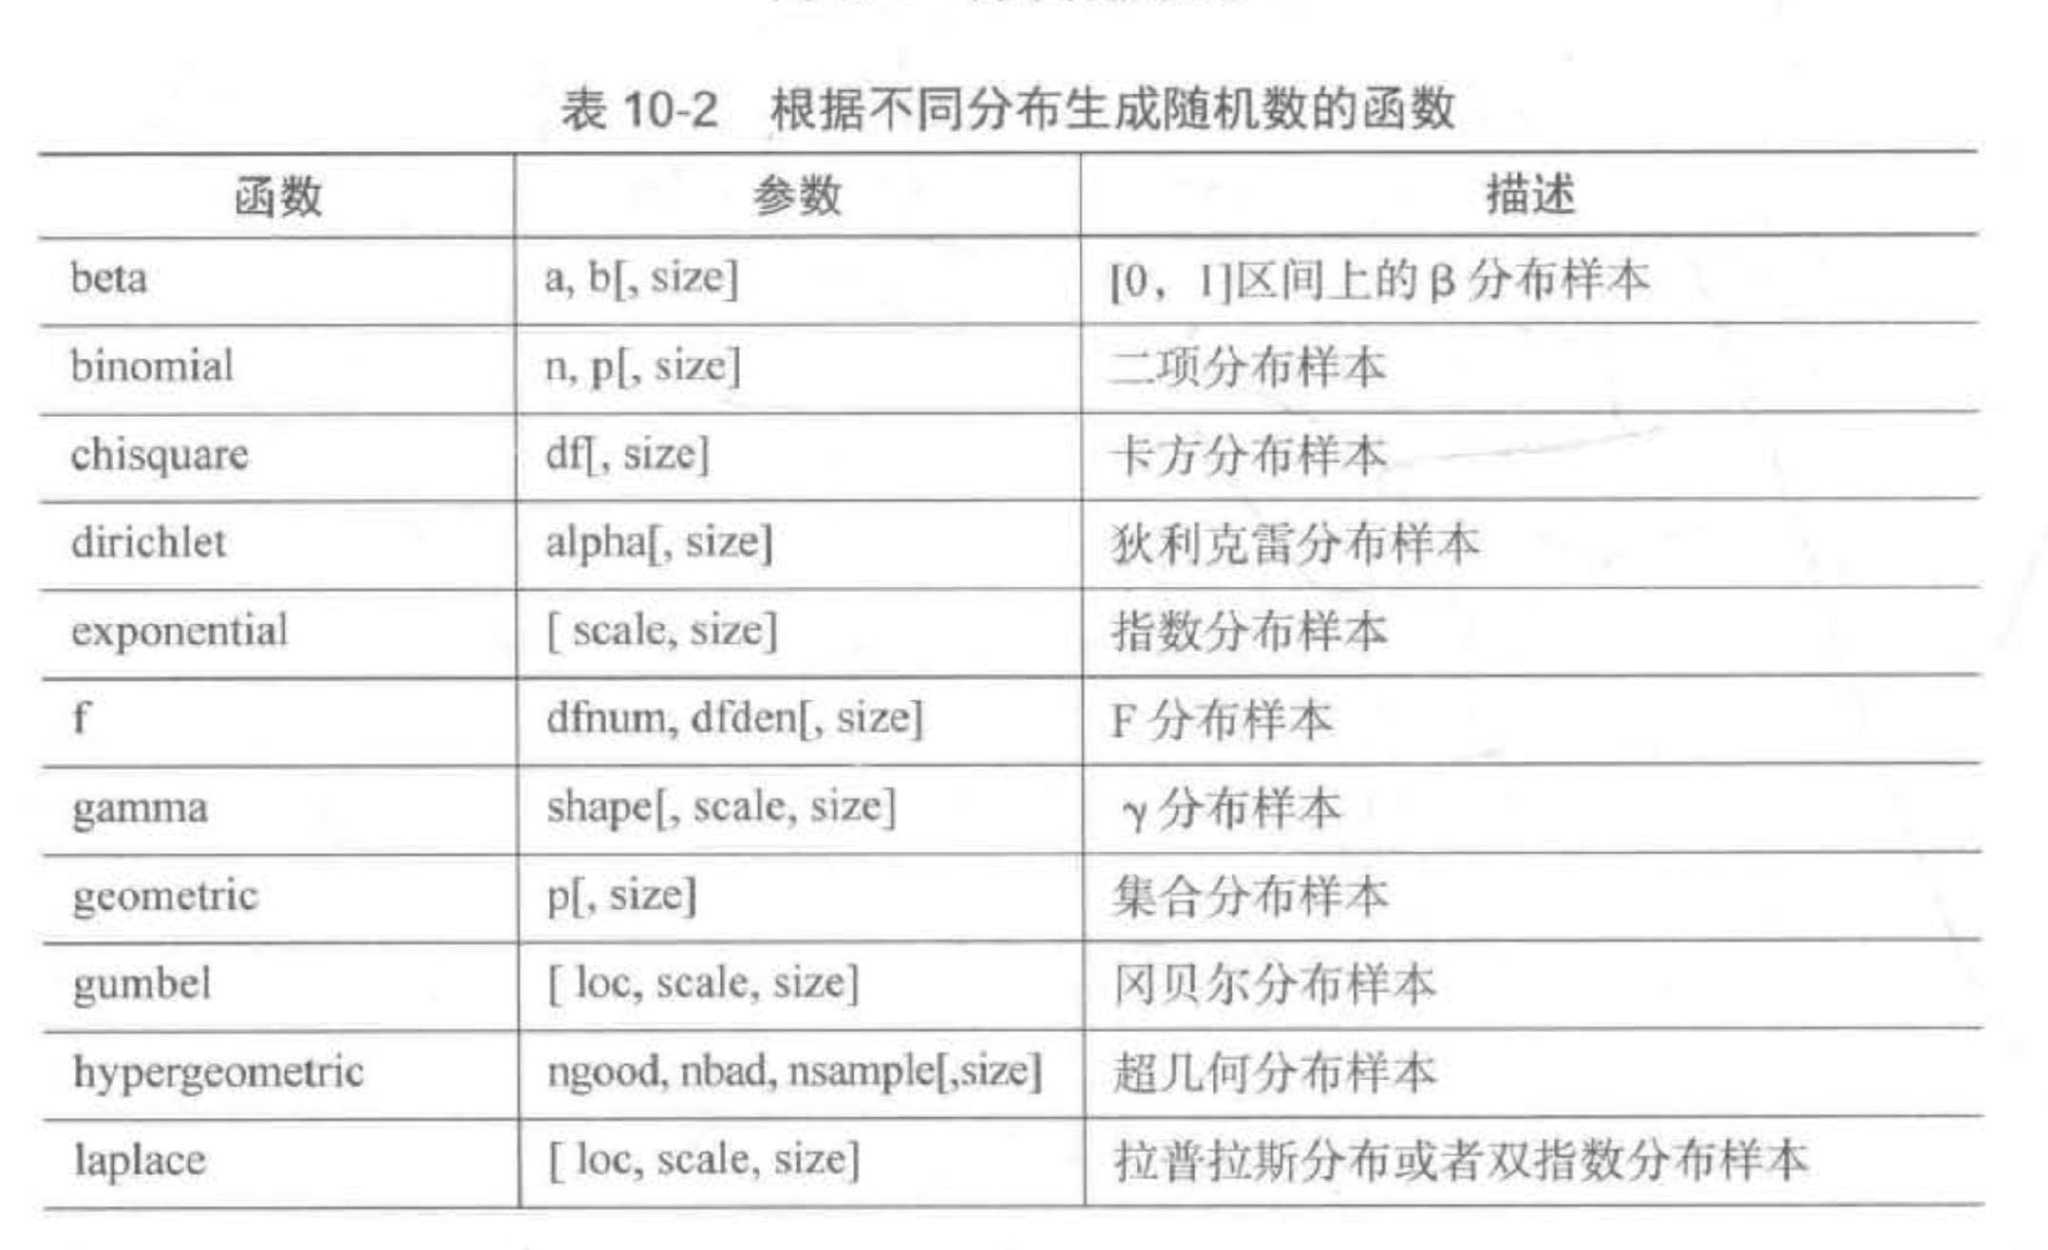 表 10-2 根据不同分布生成随机数的函数
函数 参数 描述
beta a, b[, size] [0，1]区间上的 β 分布样本
binomial n, p[, size] 二项分布样本
chisquare df[, size] 卡方分布样本
dirichlet alpha[, size] 狄利克雷分布样本
exponential [ scale, size] 指数分布样本
f dfnum, dfden[, size] F 分布样本
gamma shape[, scale, size] γ 分布样本
geometric p[, size] 集合分布样本
gumbel [ loc, scale, size] 冈贝尔分布样本
hypergeometric ngood, nbad, nsample[,size] 超几何分布样本
laplace [ loc, scale, size] 拉普拉斯分布或者双指数分布样本